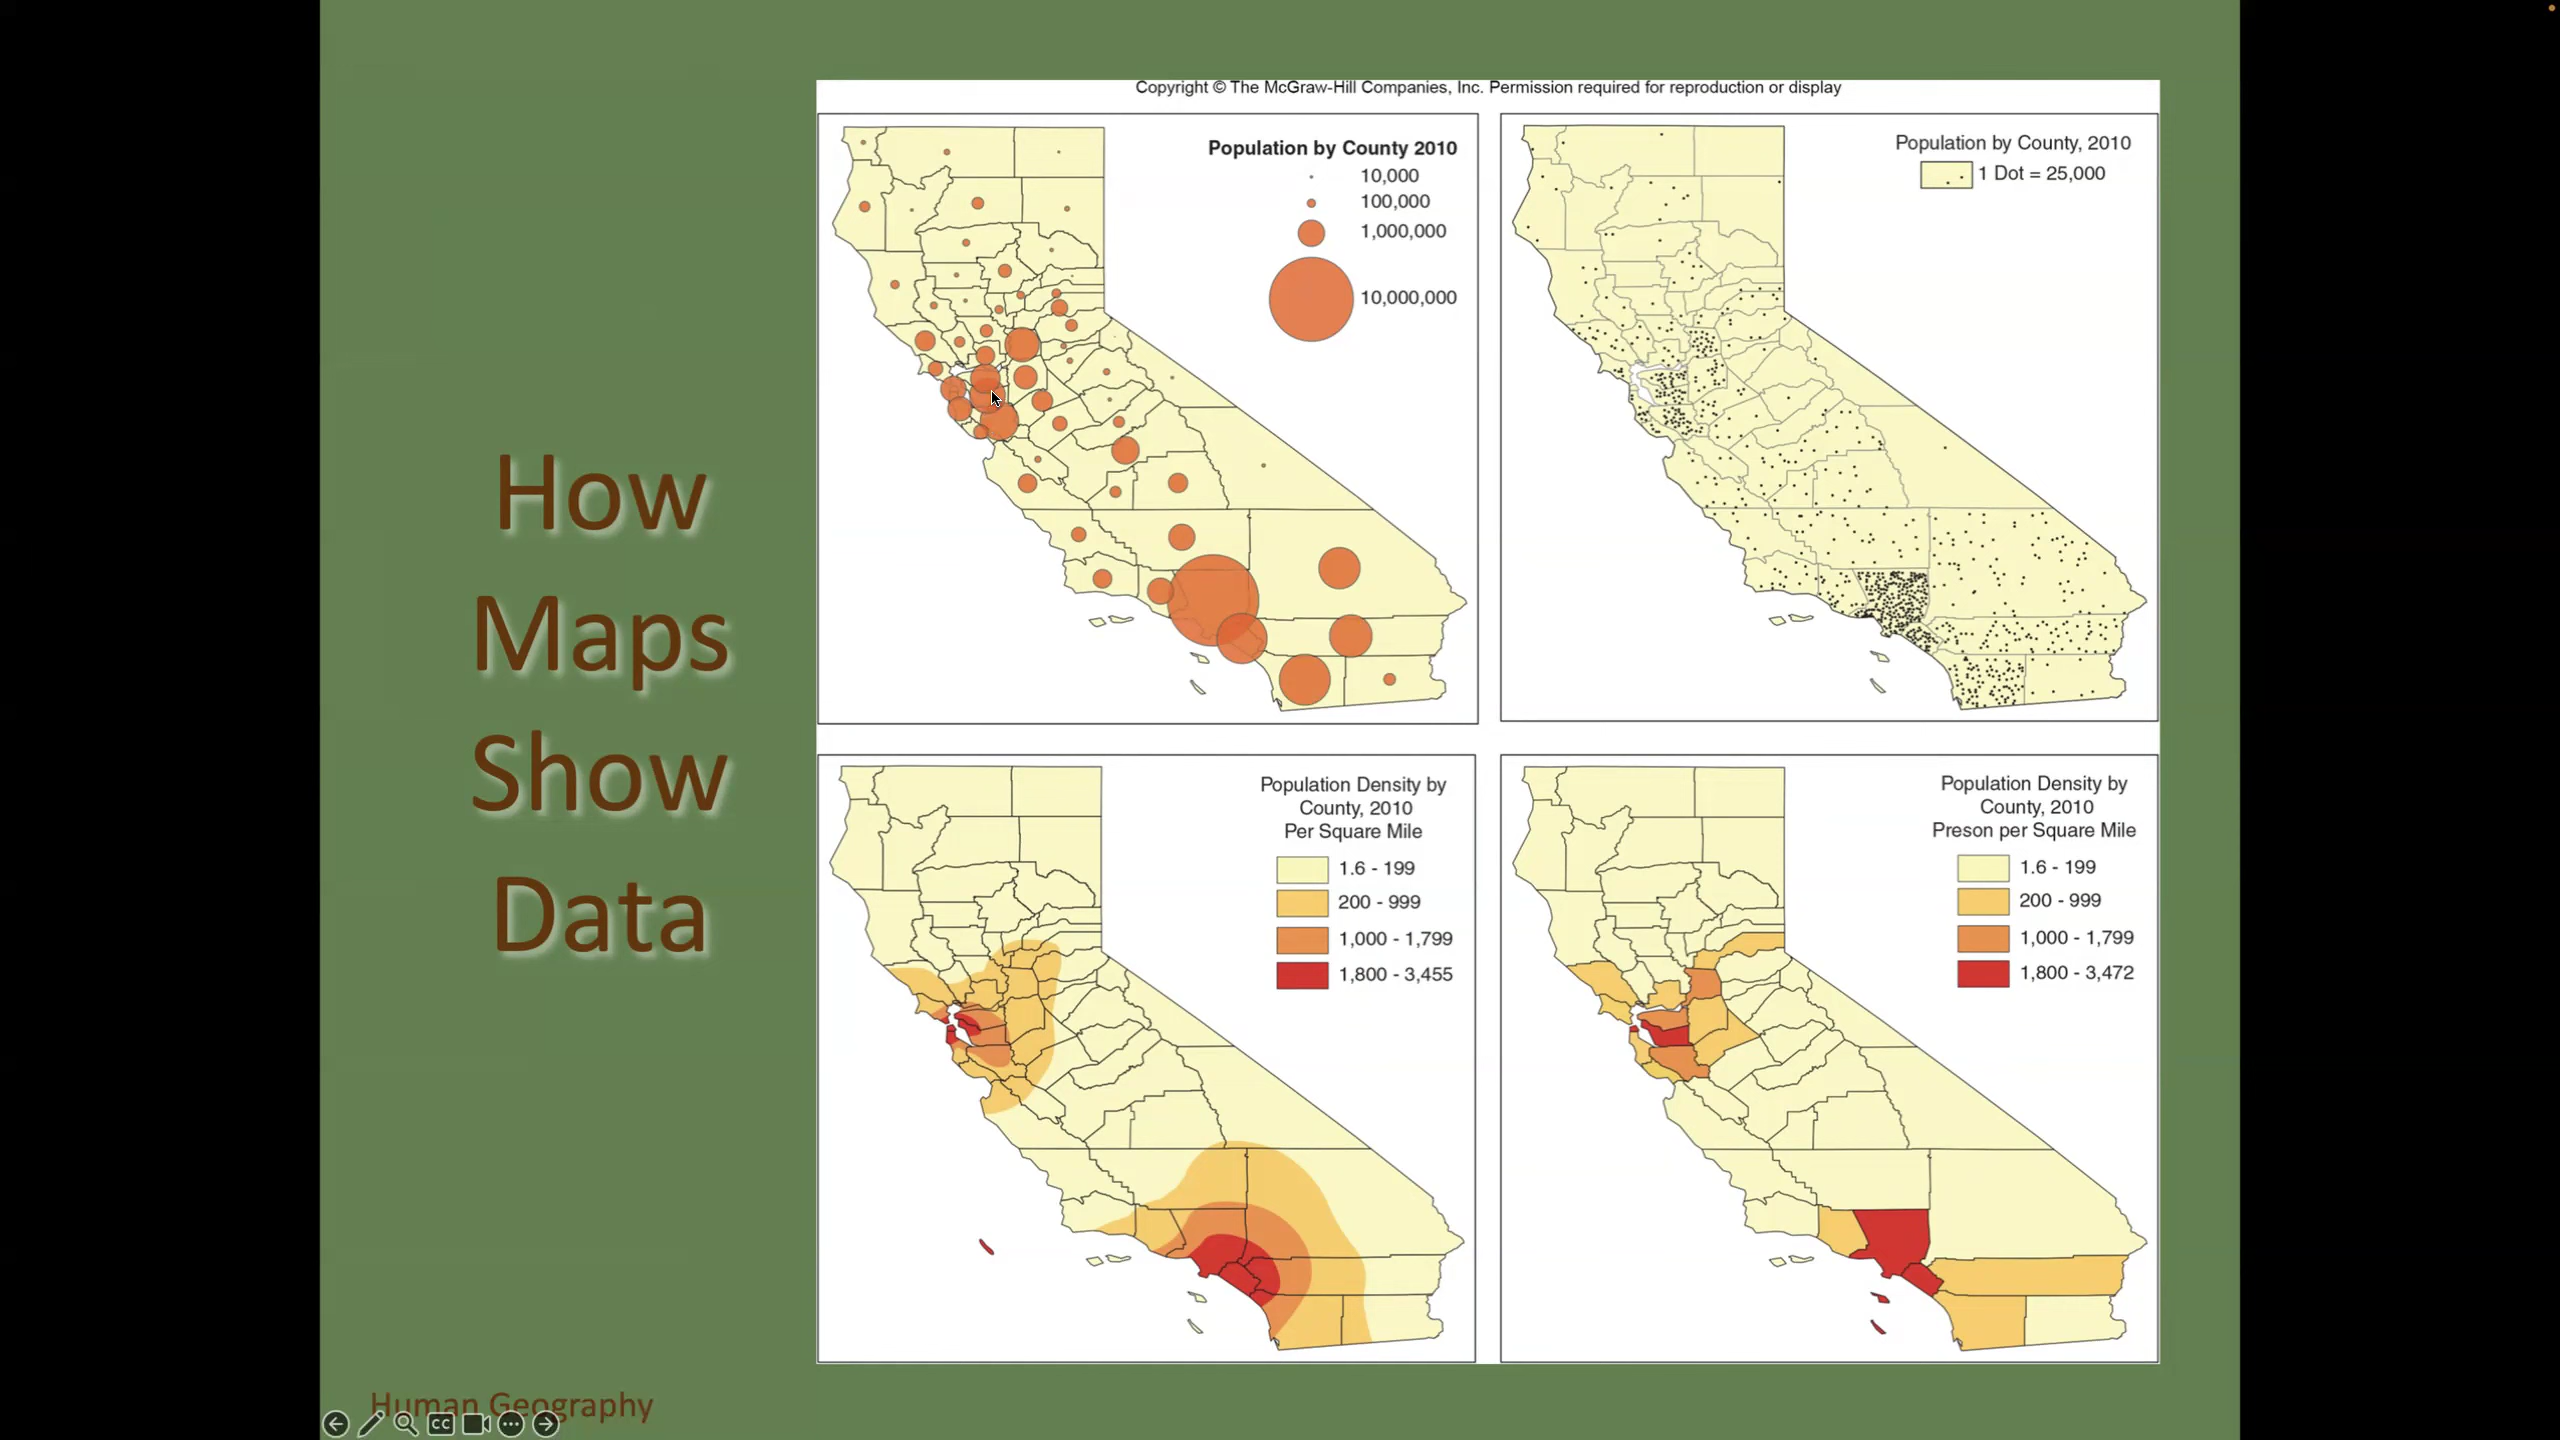 How
Maps
Show
Data
Copyright © The McGraw-Hill Companies, Inc. Permission required for reproduction or display
Population by County 2010
10,000
100,000
1,000,000
10,000,000
Population by County, 2010
1 Dot = 25,000
Population Density by
County, 2010
Per Square Mile
1.6 - 199
200 - 999
1,000 - 1,799
1,800 - 3,455
Population Density by
County, 2010
Preson per Square Mile
1.6 - 199
200 - 999
1,000 - 1,799
1,800 - 3,472
Human Geography
CC